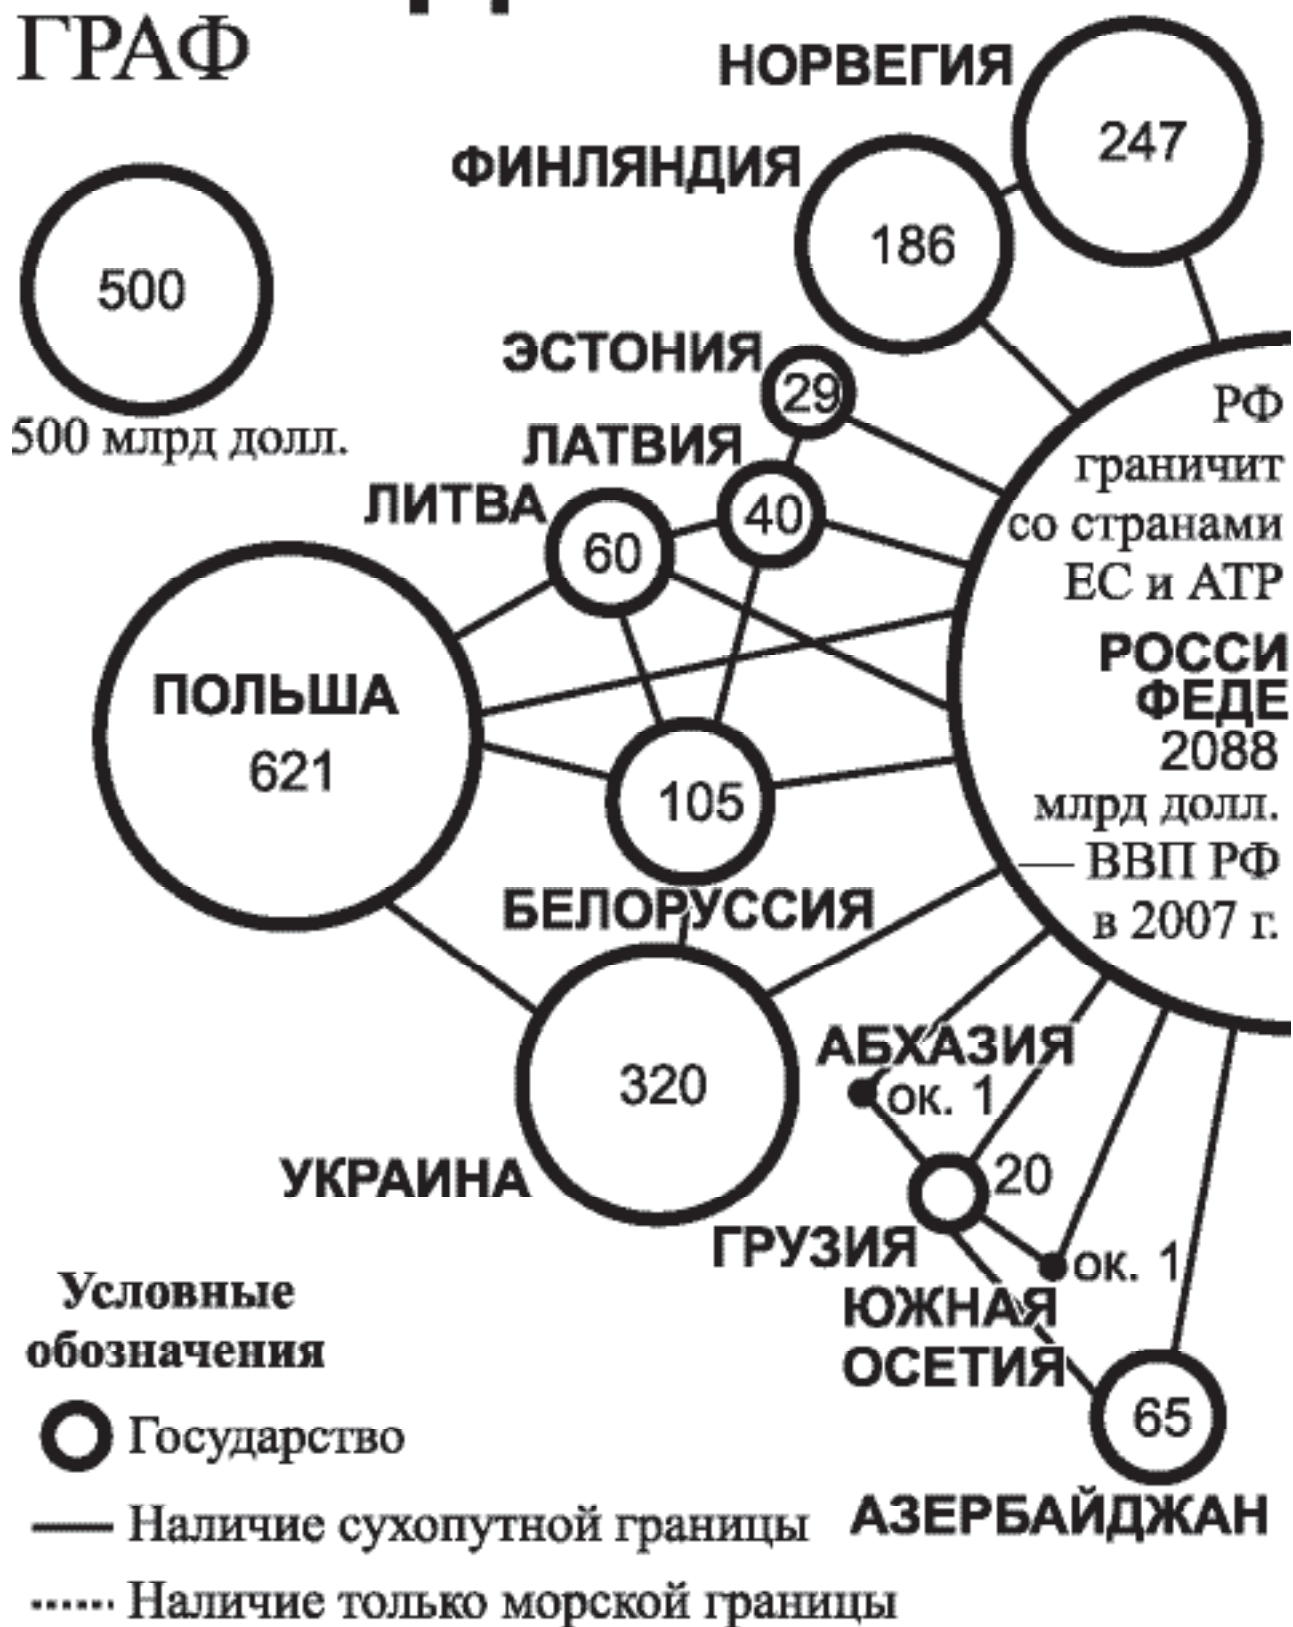 ГРАФ
НОРВЕГИЯ
247
ФИНЛЯНДИЯ
186
500
500 млрд долл.
ЭСТОНИЯ
29
ЛАТВИЯ
40
ЛИТВА
60
РФ
граничит
со странами
ЕС и АТР
РОССИ
ФЕДЕ
2088
млрд долл.
— ВВП РФ
в 2007 г.
ПОЛЬША
621
105
БЕЛОРУССИЯ
320
УКРАИНА
АБХАЗИЯ
ок. 1
20
ГРУЗИЯ
ок. 1
ЮЖНАЯ
ОСЕТИЯ
65
АЗЕРБАЙДЖАН
Условные
обозначения
Государство
Наличие сухопутной границы
Наличие только морской границы